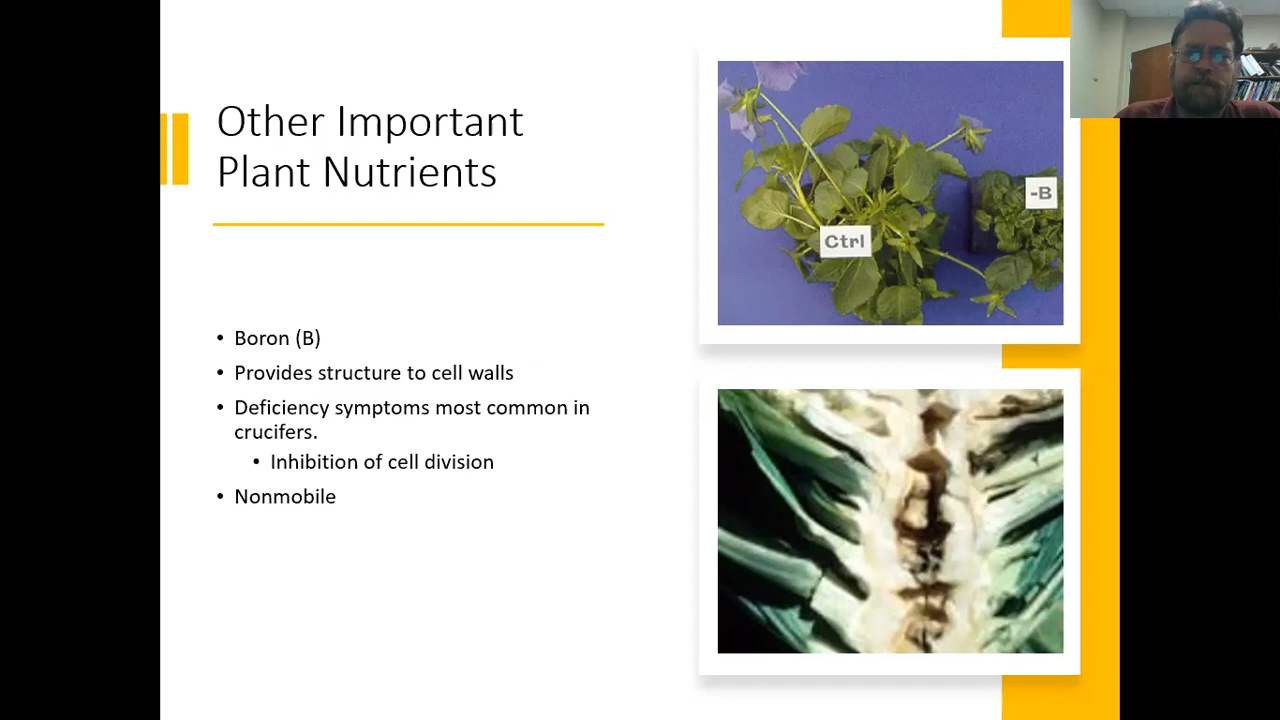 Other Important
Plant Nutrients
• Boron (B)
• Provides structure to cell walls
• Deficiency symptoms most common in
crucifers.
• Inhibition of cell division
• Nonmobile
Ctrl
-B